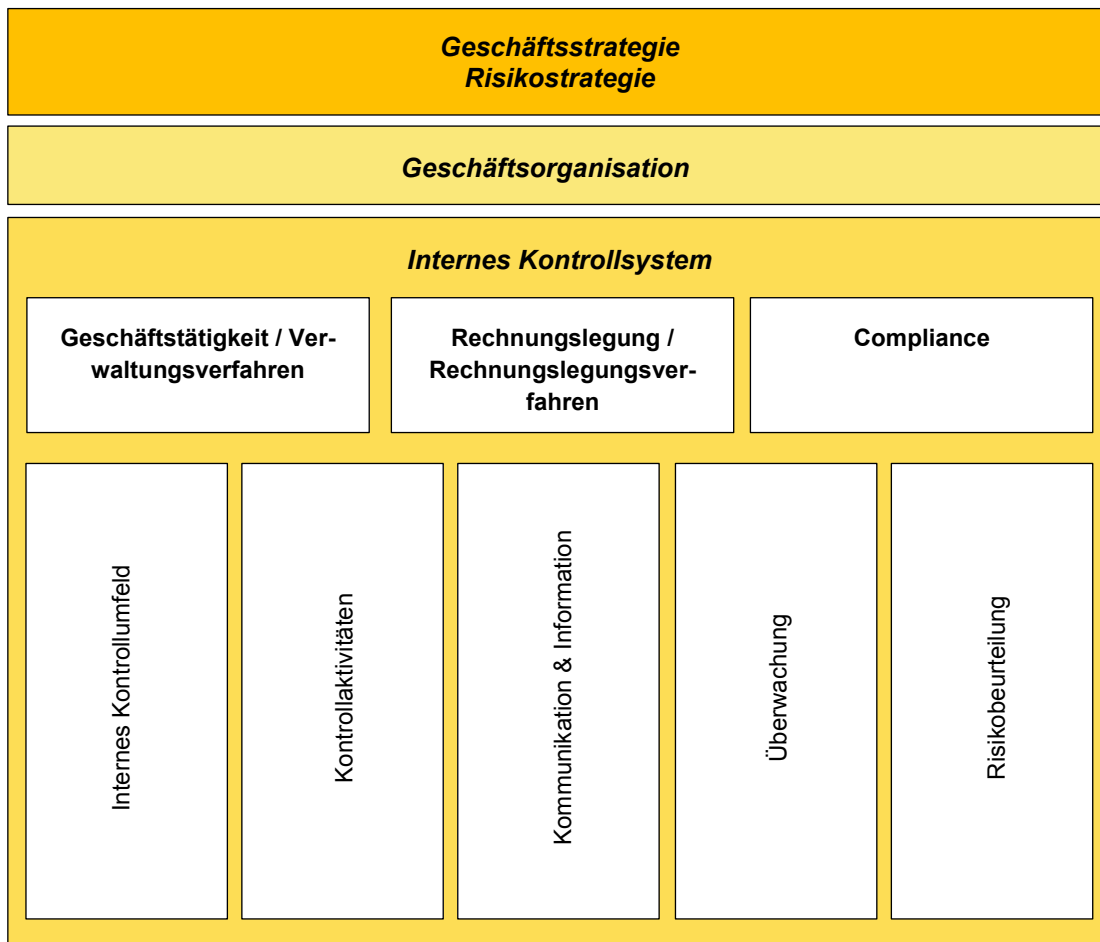 Geschäftsstrategie
Risikostrategie
Geschäftsorganisation
Internes Kontrollsystem
Geschäftstätigkeit / Ver-
waltungsverfahren
Rechnungslegung /
Rechnungslegungsver-
fahren
Compliance
Internes Kontrollumfeld
Kontrollaktivitäten
Kommunikation & Information
Überwachung
Risikobeurteilung